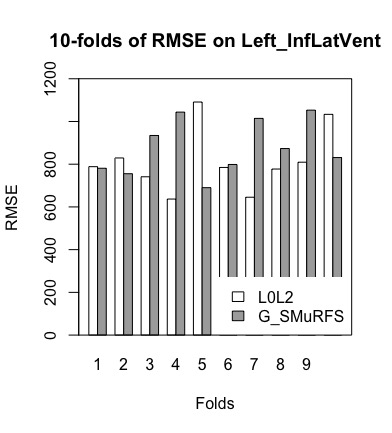 10-folds of RMSE on Left_InfLatVent
1200
800
600
400
200
0
RMSE
L0L2
G_SMuRFS
1 2 3 4 5 6 7 8 9
Folds